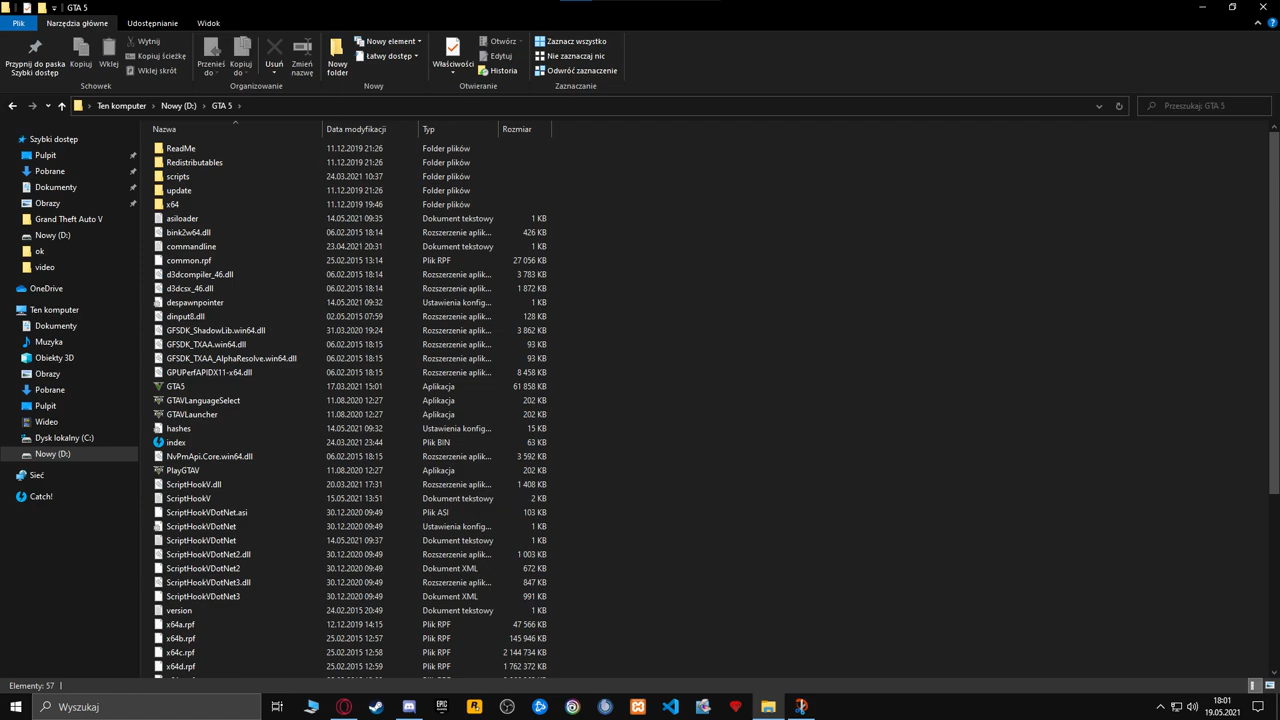 GTA 5
Plik Narzędzia główne Udostępnianie Widok
Przypnij do paska Szybki dostęp
Kopiuj
Wklej
Wytnij
Kopiuj ścieżkę
Wklej skrót
Schowek
Przenieś do
Kopiuj do
Usuń
Zmień nazwę
Organizowanie
Nowy folder
Nowy element
Łatwy dostęp
Nowy
Właściwości
Otwórz
Edytuj
Historia
Otwieranie
Zaznacz wszystko
Nie zaznaczaj nic
Odwróć zaznaczenie
Zaznaczanie
Ten komputer Nowy (D:) GTA 5
Przeszukaj: GTA 5
Szybki dostęp
Pulpit
Pobrane
Dokumenty
Obrazy
Grand Theft Auto V
Nowy (D:)
ok
video
OneDrive
Ten komputer
Dokumenty
Muzyka
Obiekty 3D
Obrazy
Pobrane
Pulpit
Wideo
Dysk lokalny (C:)
Nowy (D:)
Sieć
Catch!
Nazwa Data modyfikacji Typ Rozmiar
ReadMe 11.12.2019 21:26 Folder plików
Redistributables 11.12.2019 21:26 Folder plików
scripts 24.03.2021 10:37 Folder plików
update 11.12.2019 21:26 Folder plików
x64 11.12.2019 19:46 Folder plików
asiloader 14.05.2021 09:35 Dokument tekstowy 1 KB
bink2w64.dll 06.02.2015 18:14 Rozszerzenie aplik... 426 KB
commandline 23.04.2021 20:31 Dokument tekstowy 1 KB
common.rpf 25.02.2015 13:14 Plik RPF 27 056 KB
d3dcompiler_46.dll 06.02.2015 18:14 Rozszerzenie aplik... 3 783 KB
d3dcsx_46.dll 06.02.2015 18:14 Rozszerzenie aplik... 1 872 KB
despawnpointer 14.05.2021 09:32 Ustawienia konfig... 1 KB
dinput8.dll 02.05.2015 07:59 Rozszerzenie aplik... 128 KB
GFSDK_ShadowLib.win64.dll 31.03.2020 19:24 Rozszerzenie aplik... 3 862 KB
GFSDK_TXAA.win64.dll 06.02.2015 18:15 Rozszerzenie aplik... 93 KB
GFSDK_TXAA_AlphaResolve.win64.dll 06.02.2015 18:15 Rozszerzenie aplik... 93 KB
GPUPerfAPIDX11-x64.dll 06.02.2015 18:15 Rozszerzenie aplik... 8 458 KB
GTA5 17.03.2021 15:01 Aplikacja 61 858 KB
GTAVLanguageSelect 11.08.2020 12:27 Aplikacja 202 KB
GTAVLauncher 11.08.2020 12:27 Aplikacja 202 KB
hashes 14.05.2021 09:32 Ustawienia konfig... 15 KB
index 24.03.2021 23:44 Plik BIN 63 KB
NvPmApi.Core.win64.dll 06.02.2015 18:15 Rozszerzenie aplik... 3 592 KB
PlayGTAV 11.08.2020 12:27 Aplikacja 202 KB
ScriptHookV.dll 20.03.2021 17:31 Rozszerzenie aplik... 1 408 KB
ScriptHookV 15.05.2021 13:51 Dokument tekstowy 2 KB
ScriptHookVDotNet.asi 30.12.2020 09:49 Plik ASI 103 KB
ScriptHookVDotNet 30.12.2020 09:49 Ustawienia konfig... 1 KB
ScriptHookVDotNet 14.05.2021 09:37 Dokument tekstowy 1 KB
ScriptHookVDotNet2.dll 30.12.2020 09:49 Rozszerzenie aplik... 1 003 KB
ScriptHookVDotNet2 30.12.2020 09:49 Dokument XML 672 KB
ScriptHookVDotNet3.dll 30.12.2020 09:49 Rozszerzenie aplik... 847 KB
ScriptHookVDotNet3 30.12.2020 09:49 Dokument XML 991 KB
version 24.02.2015 20:49 Dokument tekstowy 1 KB
x64a.rpf 12.12.2019 14:15 Plik RPF 47 566 KB
x64b.rpf 25.02.2015 12:57 Plik RPF 145 946 KB
x64c.rpf 25.02.2015 12:58 Plik RPF 2 144 734 KB
x64d.rpf 25.02.2015 12:59 Plik RPF 1 762 372 KB
Elementy: 57
Wyszukaj
EPIC
18:01
19.05.2021